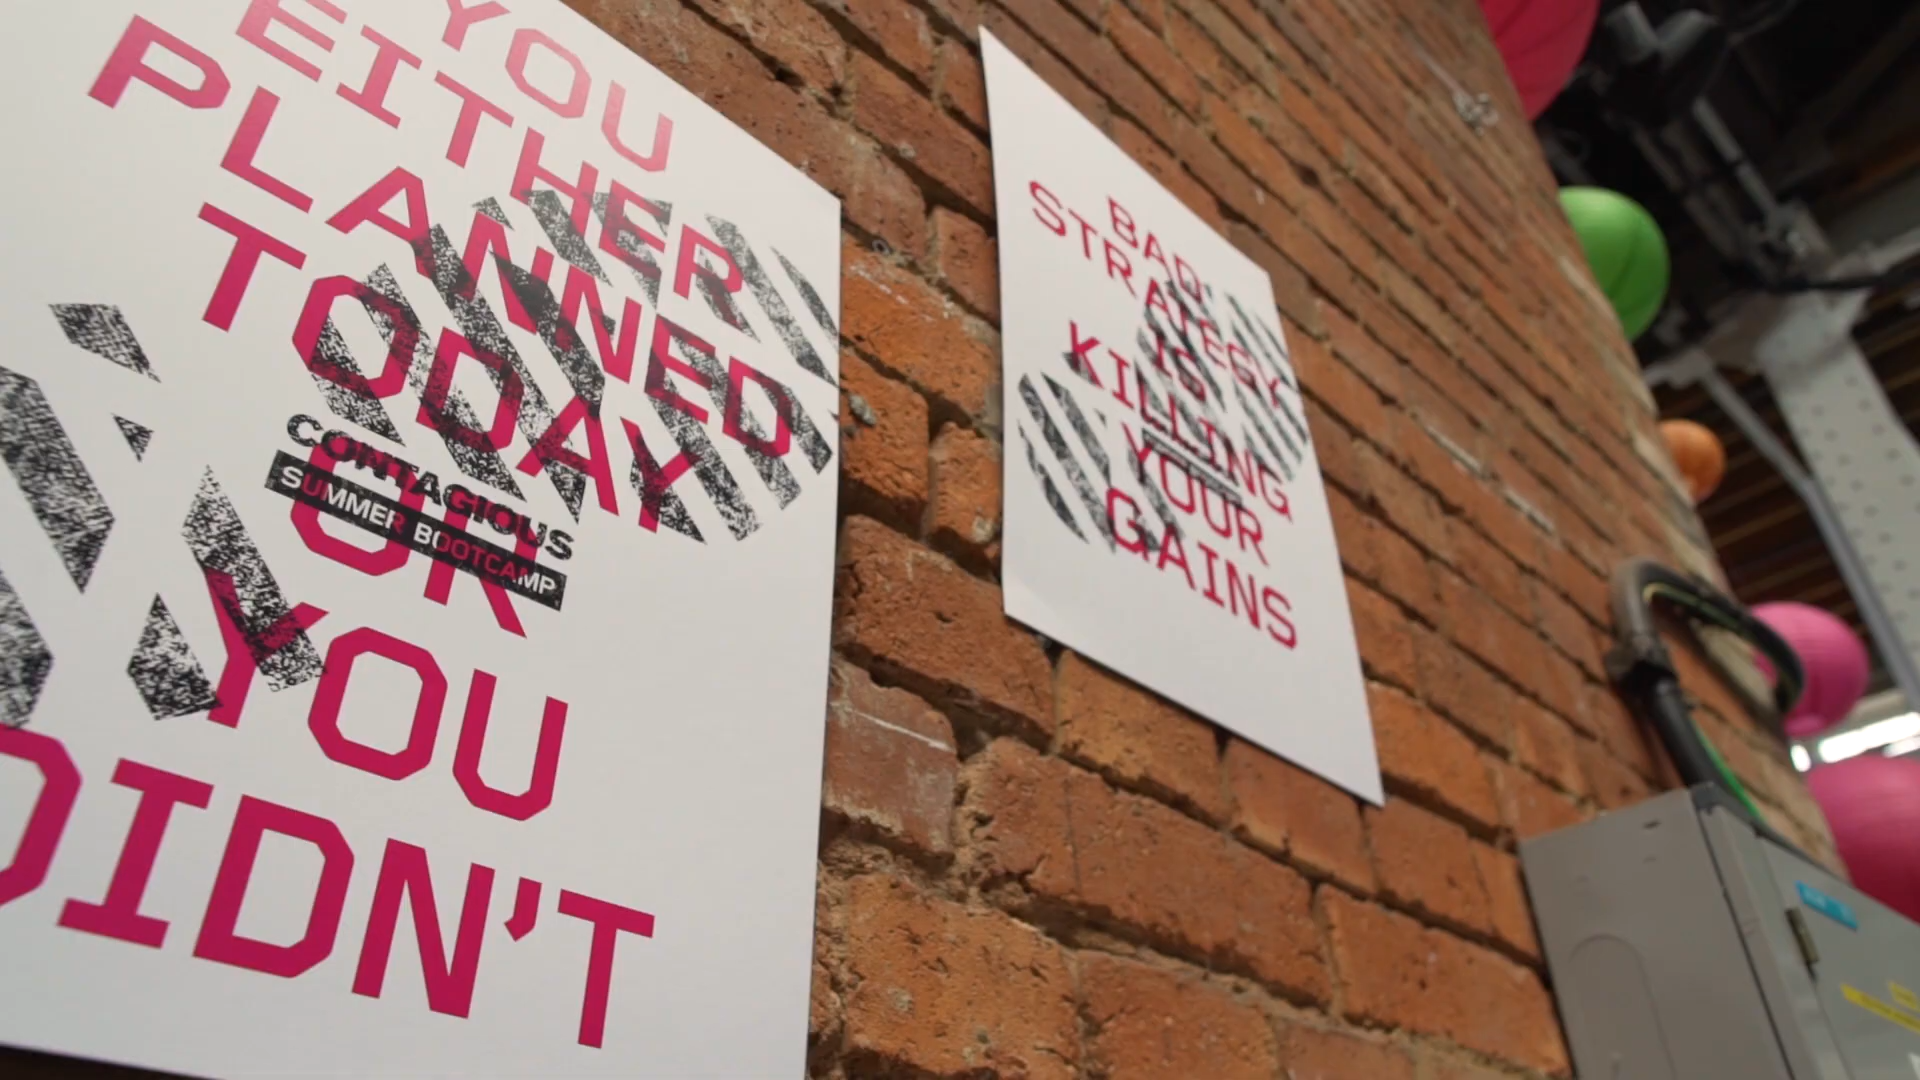 YOU
EITHER
PLANNED
TODAY
OR
YOU
DIDN'T
CONTAGIOUS
SUMMER BOOTCAMP
BAD
STRATEGY
IS
KILLING
YOUR
GAINS